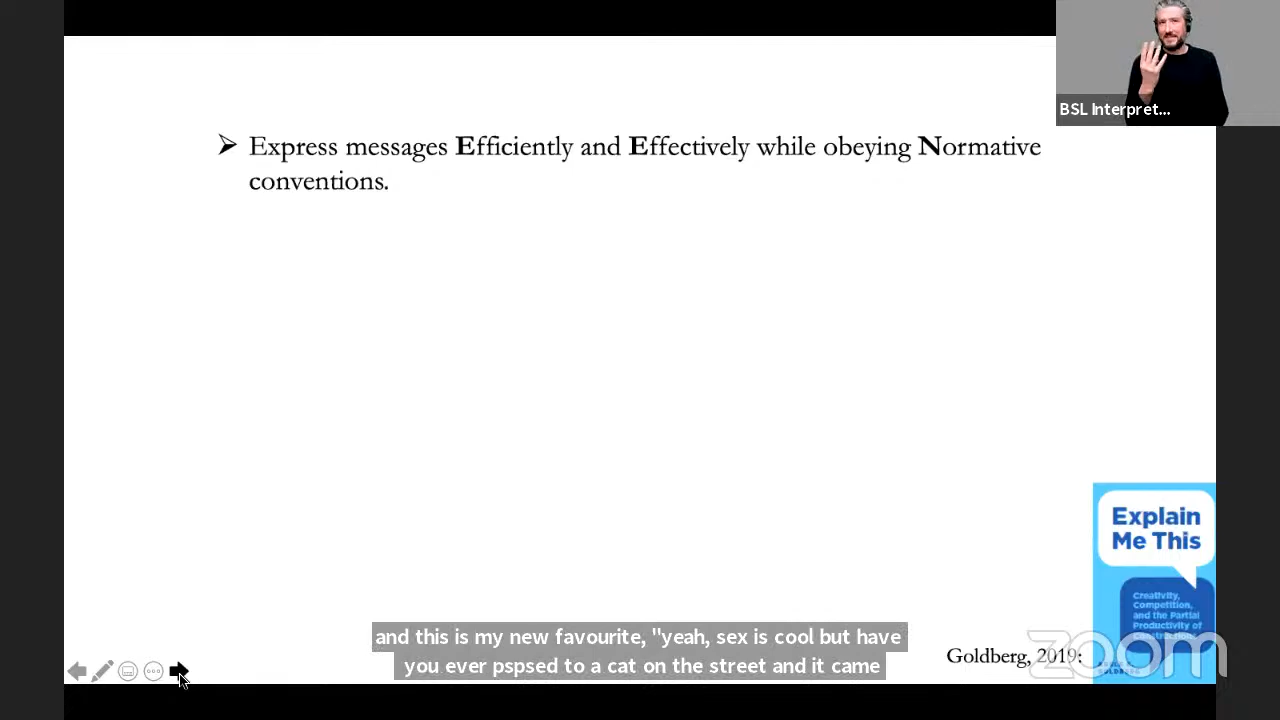 BSL Interpret...
➢ Express messages Efficiently and Effectively while obeying Normative
conventions.
Explain
Me This
Creativity,
Competition,
and the Partial
Productivity of
Constructions
and this is my new favourite, "yeah, sex is cool but have
you ever pspsed to a cat on the street and it came
Goldberg, 2019:
zoom
GOLDBERG